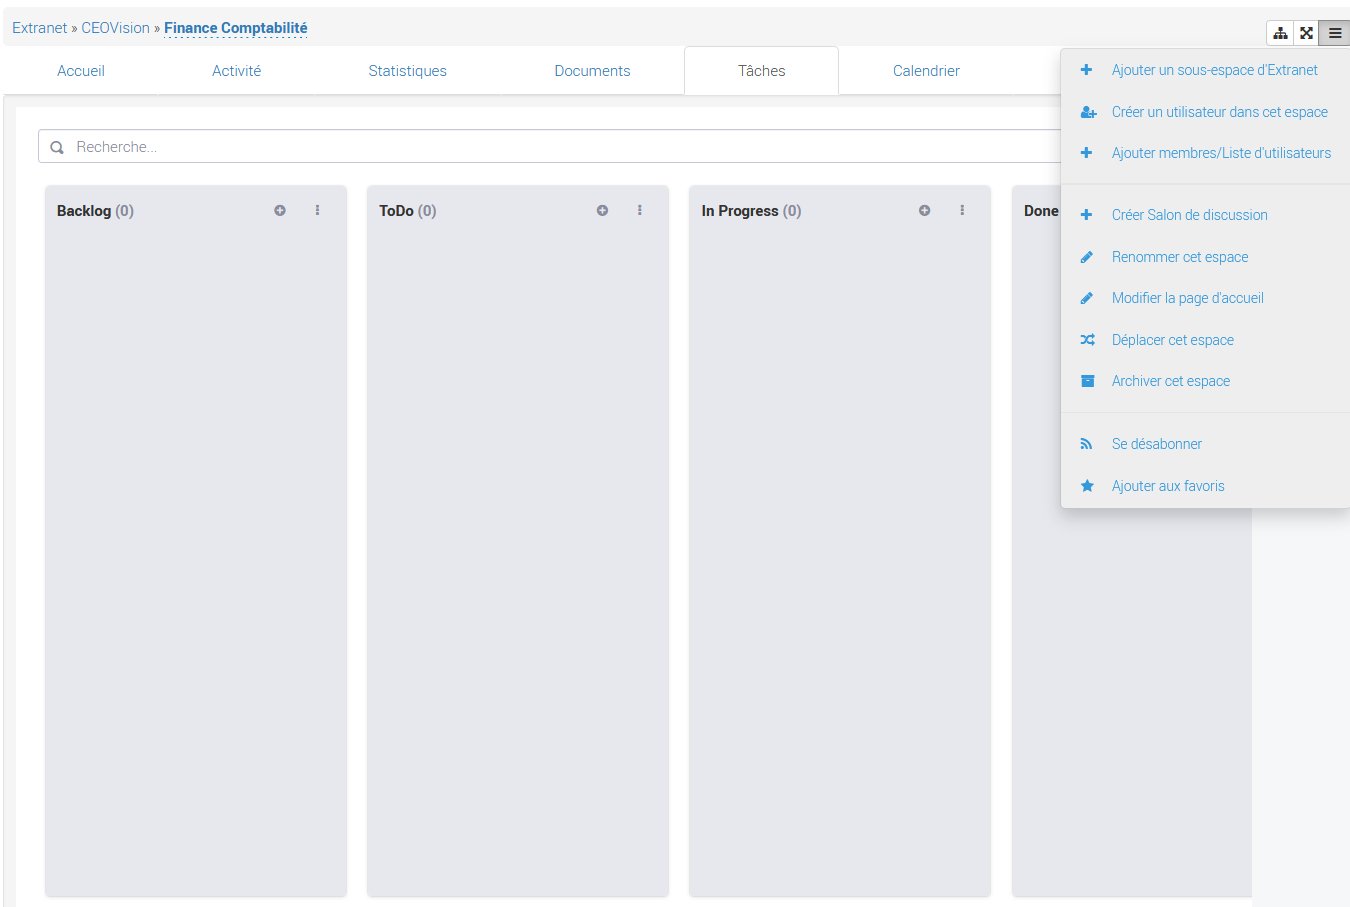 Extranet » CEOVision » Finance Comptabilité
Accueil
Activité
Statistiques
Documents
Tâches
Calendrier
Recherche...
Backlog (0)
ToDo (0)
In Progress (0)
Done
Ajouter un sous-espace d'Extranet
Créer un utilisateur dans cet espace
Ajouter membres/Liste d'utilisateurs
Créer Salon de discussion
Renommer cet espace
Modifier la page d'accueil
Déplacer cet espace
Archiver cet espace
Se désabonner
Ajouter aux favoris